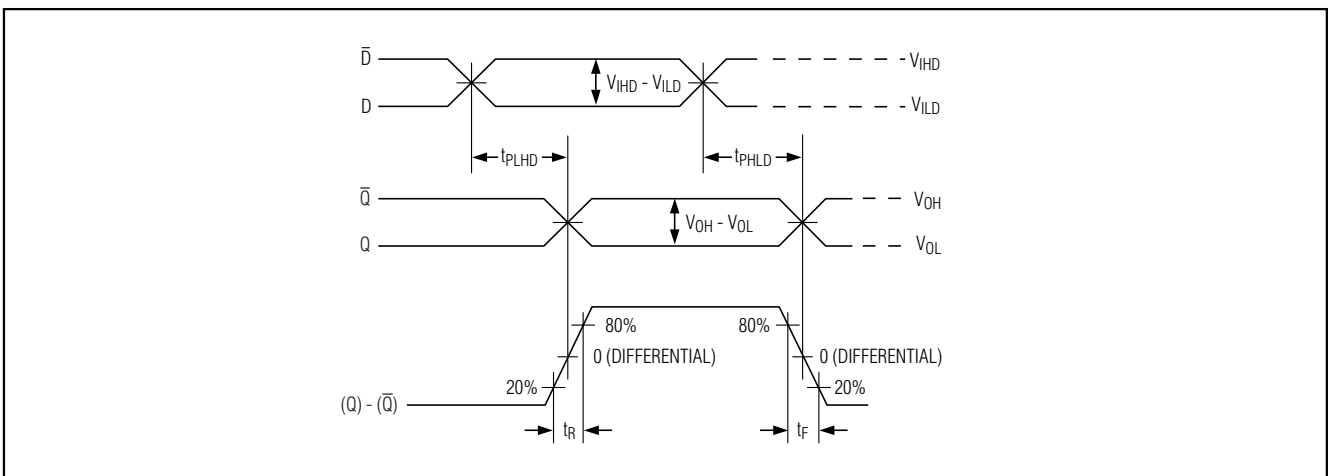 D̅
V_IHD
V_IHD - V_ILD
D
V_ILD
t_PLHD
t_PHLD
Q̅
V_OH
V_OH - V_OL
Q
V_OL
80%
80%
0 (DIFFERENTIAL)
0 (DIFFERENTIAL)
20%
20%
(Q) - (Q̅)
t_R
t_F